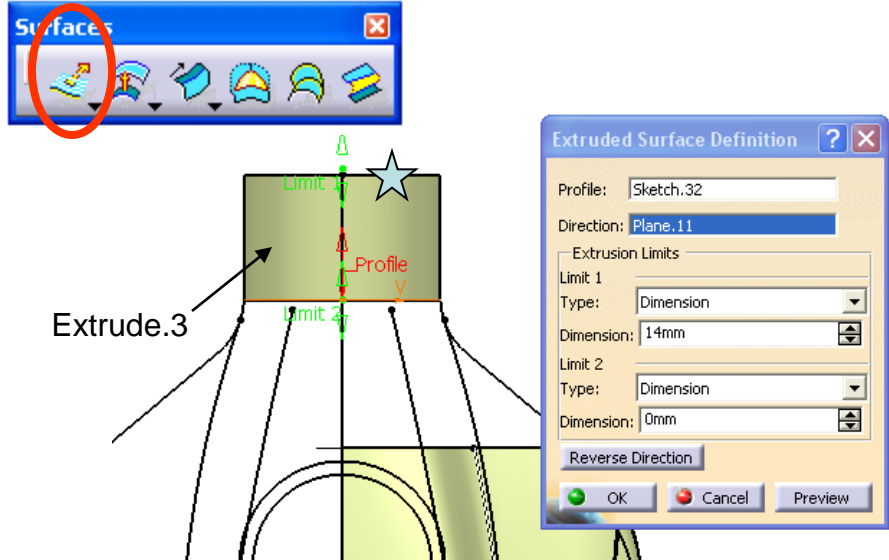 Surfaces
Limit 1
Profile
y
Limit 2
Extrude.3
Extruded Surface Definition
Profile: Sketch.32
Direction: Plane.11
Extrusion Limits
Limit 1
Type: Dimension
Dimension: 14mm
Limit 2
Type: Dimension
Dimension: 0mm
Reverse Direction
OK Cancel Preview